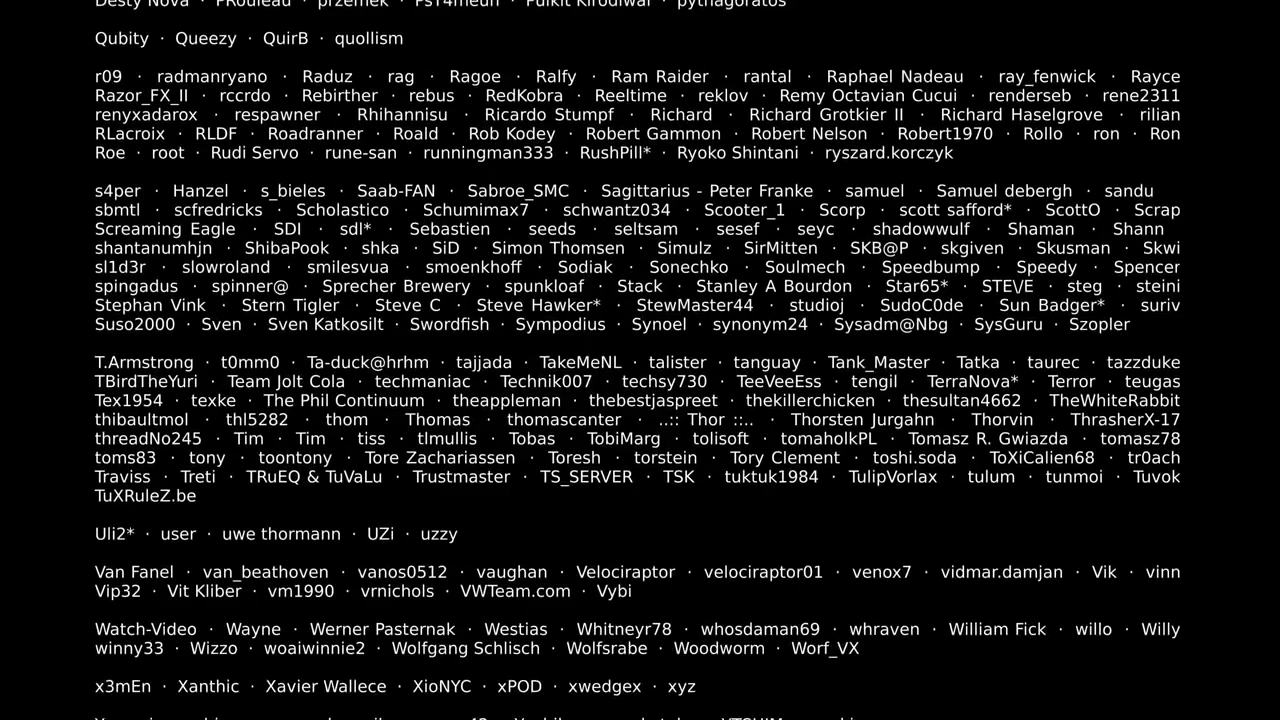 Desty Nova · PRouleau · przemek · PsT4meun · Pulkit Kirodiwal · pythagoratos
Qubity · Queezy · QuirB · quollism
r09 · radmanryano · Raduz · rag · Ragoe · Ralfy · Ram Raider · rantal · Raphael Nadeau · ray_fenwick · Rayce
Razor_FX_II · rccrdo · Rebirther · rebus · RedKobra · Reeltime · reklov · Remy Octavian Cucui · renderseb · rene2311
renyxadarox · respawner · Rhihannisu · Ricardo Stumpf · Richard · Richard Grotkier II · Richard Haselgrove · rilian
RLacroix · RLDF · Roadranner · Roald · Rob Kodey · Robert Gammon · Robert Nelson · Robert1970 · Rollo · ron · Ron
Roe · root · Rudi Servo · rune-san · runningman333 · RushPill* · Ryoko Shintani · ryszard.korczyk
s4per · Hanzel · s_bieles · Saab-FAN · Sabroe_SMC · Sagittarius - Peter Franke · samuel · Samuel debergh · sandu
sbmtl · scfredricks · Scholastico · Schumimax7 · schwantz034 · Scooter_1 · Scorp · scott safford* · ScottO · Scrap
Screaming Eagle · SDI · sdl* · Sebastien · seeds · seltsam · sesef · seyc · shadowwulf · Shaman · Shann
shantanumhjn · ShibaPook · shka · SiD · Simon Thomsen · Simulz · SirMitten · SKB@P · skgiven · Skusman · Skwi
sl1d3r · slowroland · smilesvua · smoenkhoff · Sodiak · Sonechko · Soulmech · Speedbump · Speedy · Spencer
spingadus · spinner@ · Sprecher Brewery · spunkloaf · Stack · Stanley A Bourdon · Star65* · STE\/E · steg · steini
Stephan Vink · Stern Tigler · Steve C · Steve Hawker* · StewMaster44 · studioj · SudoC0de · Sun Badger* · suriv
Suso2000 · Sven · Sven Katkosilt · Swordfish · Sympodius · Synoel · synonym24 · Sysadm@Nbg · SysGuru · Szopler
T.Armstrong · t0mm0 · Ta-duck@hrhm · tajjada · TakeMeNL · talister · tanguay · Tank_Master · Tatka · taurec · tazzduke
TBirdTheYuri · Team Jolt Cola · techmaniac · Technik007 · techsy730 · TeeVeeEss · tengil · TerraNova* · Terror · teugas
Tex1954 · texke · The Phil Continuum · theappleman · thebestjaspreet · thekillerchicken · thesultan4662 · TheWhiteRabbit
thibaultmol · thl5282 · thom · Thomas · thomascanter · ..:: Thor ::.. · Thorsten Jurgahn · Thorvin · ThrasherX-17
threadNo245 · Tim · Tim · tiss · tlmullis · Tobas · TobiMarg · tolisoft · tomaholkPL · Tomasz R. Gwiazda · tomasz78
toms83 · tony · toontony · Tore Zachariassen · Toresh · torstein · Tory Clement · toshi.soda · ToXiCalien68 · tr0ach
Traviss · Treti · TRuEQ & TuVaLu · Trustmaster · TS_SERVER · TSK · tuktuk1984 · TulipVorlax · tulum · tunmoi · Tuvok
TuXRuleZ.be
Uli2* · user · uwe thormann · UZi · uzzy
Van Fanel · van_beathoven · vanos0512 · vaughan · Velociraptor · velociraptor01 · venox7 · vidmar.damjan · Vik · vinn
Vip32 · Vit Kliber · vm1990 · vrnichols · VWTeam.com · Vybi
Watch-Video · Wayne · Werner Pasternak · Westias · Whitneyr78 · whosdaman69 · whraven · William Fick · willo · Willy
winny33 · Wizzo · woaiwinnie2 · Wolfgang Schlisch · Wolfsrabe · Woodworm · Worf_VX
x3mEn · Xanthic · Xavier Wallece · XioNYC · xPOD · xwedgex · xyz